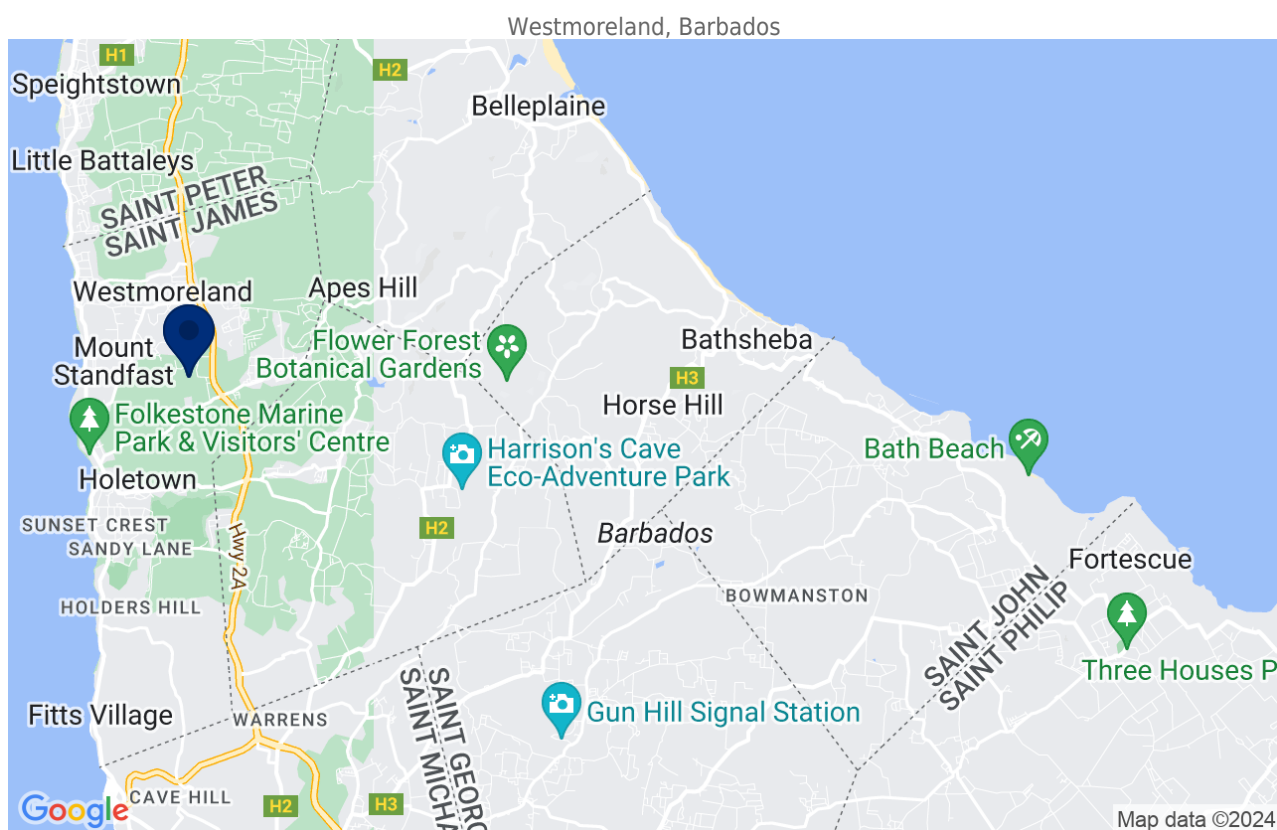 Westmoreland, Barbados
H1
H2
Speightstown
Belleplaine
Little Battaleys
SAINT PETER
SAINT JAMES
Westmoreland
Apes Hill
Mount
Standfast
Flower Forest
Botanical Gardens
Bathsheba
H3
Horse Hill
Folkestone Marine
Park & Visitors' Centre
Harrison's Cave
Eco-Adventure Park
Bath Beach
Holetown
SUNSET CREST
SANDY LANE
Hwy 2A
H2
Barbados
Fortescue
HOLDERS HILL
BOWMANSTON
SAINT JOHN
SAINT PHILIP
Three Houses P
SAINT GEORG
SAINT MICHA
Fitts Village
WARRENS
Gun Hill Signal Station
CAVE HILL
H2
H3
Google
Map data ©2024